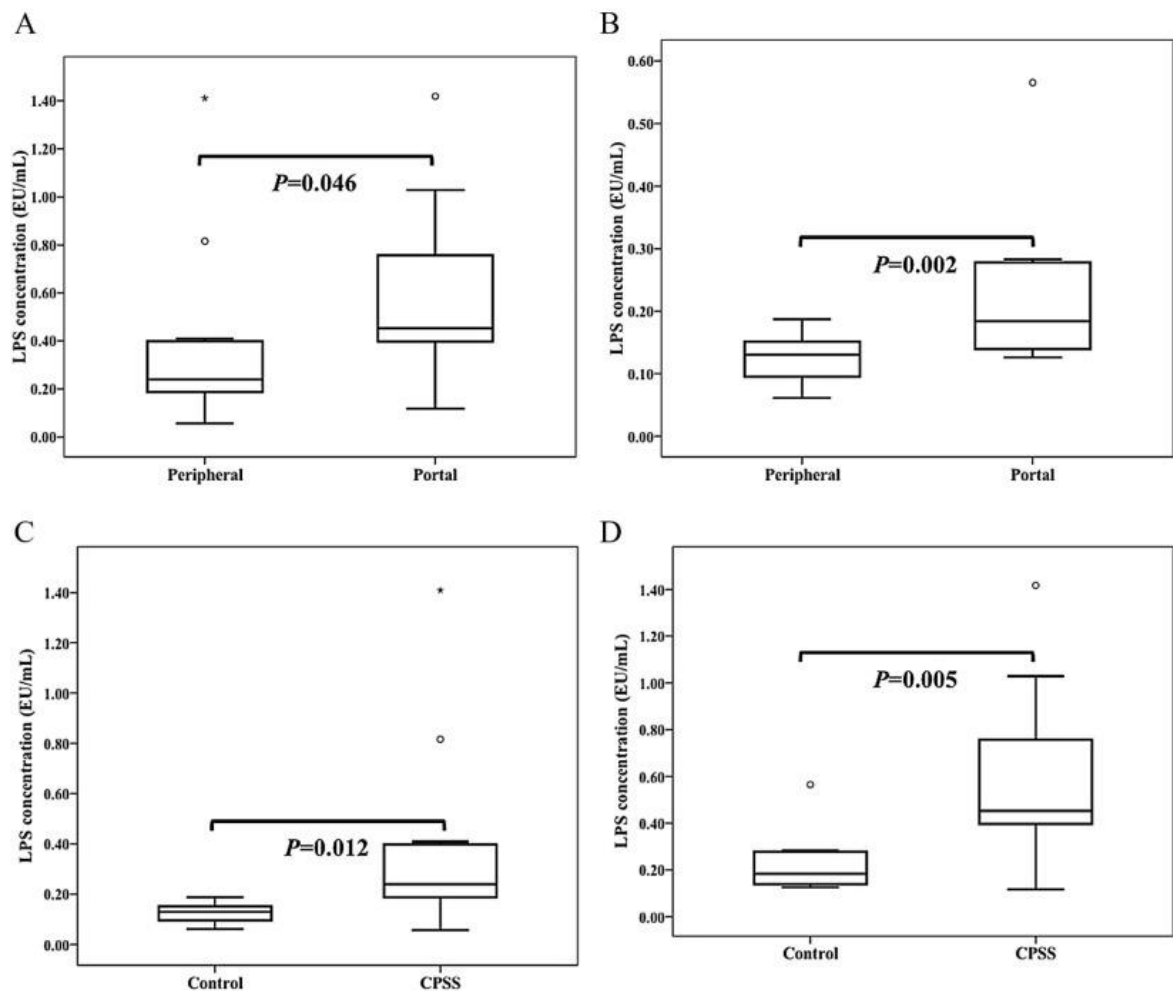 A
LPS concentration (EU/mL)
1.40
1.20
1.00
0.80
0.60
0.40
0.20
0.00
*
P=0.046
Peripheral Portal
B
LPS concentration (EU/mL)
0.60
0.50
0.40
0.30
0.20
0.10
0.00
P=0.002
Peripheral Portal
C
LPS concentration (EU/mL)
1.40
1.20
1.00
0.80
0.60
0.40
0.20
0.00
*
P=0.012
Control CPSS
D
LPS concentration (EU/mL)
1.40
1.20
1.00
0.80
0.60
0.40
0.20
0.00
P=0.005
Control CPSS